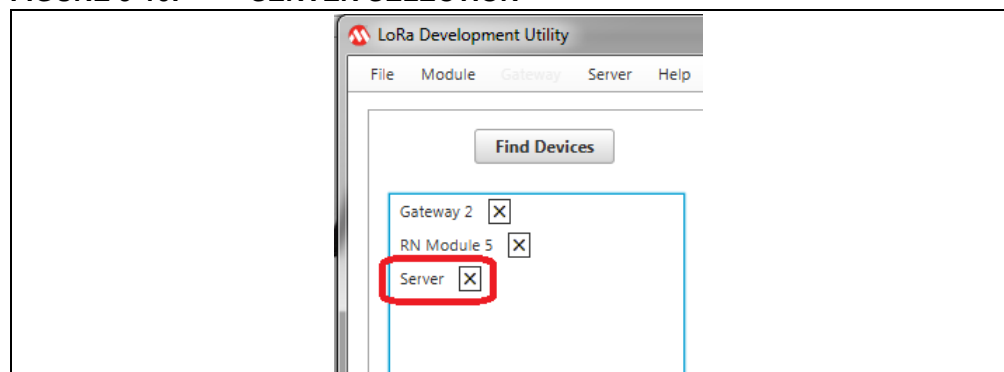 LoRa Development Utility
File Module Gateway Server Help
Find Devices
Gateway 2
RN Module 5
Server